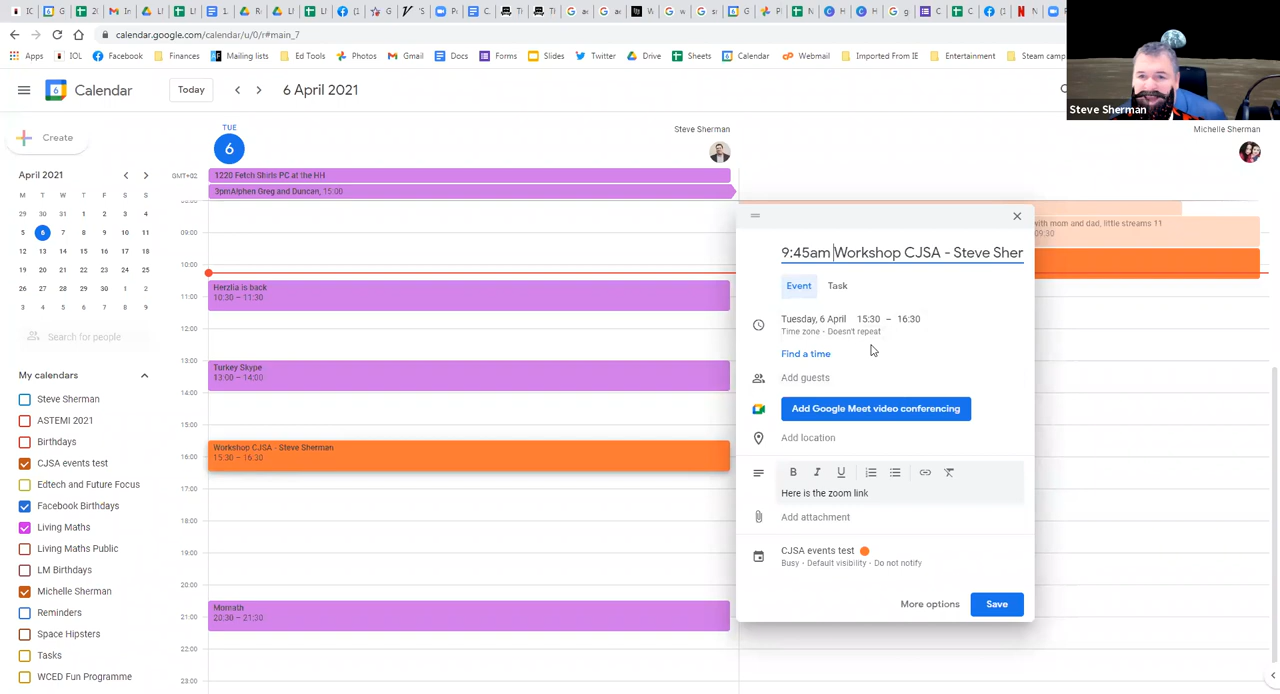 calendar.google.com/calendar/u/0/r#main_7
Apps
IOL
Facebook
Finances
Mailing lists
Ed Tools
Photos
Gmail
Docs
Forms
Slides
Twitter
Drive
Sheets
Calendar
Webmail
Imported From IE
Entertainment
Steam camp
Steve Sherman
Calendar
Today
6 April 2021
Create
TUE
6
Steve Sherman
Michelle Sherman
April 2021
GMT+02
1220 Fetch Shirls PC at the HH
3pmAlphen Greg and Duncan, 15:00
M T W T F S S
29 30 31 1 2 3 4
5 6 7 8 9 10 11
12 13 14 15 16 17 18
19 20 21 22 23 24 25
26 27 28 29 30 1 2
3 4 5 6 7 8 9
Search for people
My calendars
Steve Sherman
ASTEMI 2021
Birthdays
CJSA events test
Edtech and Future Focus
Facebook Birthdays
Living Maths
Living Maths Public
LM Birthdays
Michelle Sherman
Reminders
Space Hipsters
Tasks
WCED Fun Programme
09:00
10:00
11:00
12:00
13:00
14:00
15:00
16:00
17:00
18:00
19:00
20:00
21:00
22:00
23:00
Herzlia is back
10:30 – 11:30
Turkey Skype
13:00 – 14:00
Workshop CJSA - Steve Sherman
15:30 – 16:30
Momath
20:30 – 21:30
with mom and dad, little streams 11
09:30
9:45am Workshop CJSA - Steve Sher
Event
Task
Tuesday, 6 April 15:30 – 16:30
Time zone · Doesn't repeat
Find a time
Add guests
Add Google Meet video conferencing
Add location
B I U
Here is the zoom link
Add attachment
CJSA events test
Busy · Default visibility · Do not notify
More options
Save